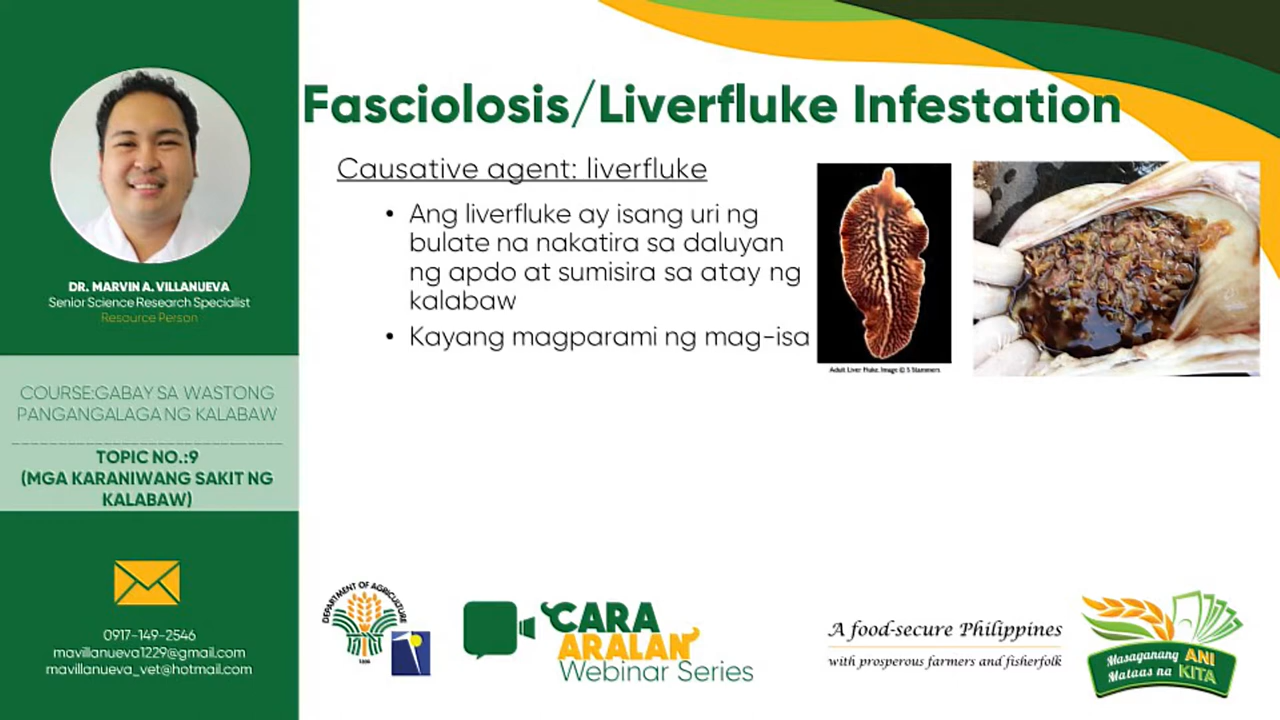 Fasciolosis/Liverfluke Infestation
Causative agent: liverfluke
• Ang liverfluke ay isang uri ng
bulate na nakatira sa daluyan
ng apdo at sumisira sa atay ng
kalabaw
• Kayang magparami ng mag-isa
Adult Liver Fluke. Image © S Stammers
DR. MARVIN A. VILLANUEVA
Senior Science Research Specialist
Resource Person
COURSE:GABAY SA WASTONG
PANGANGALAGA NG KALABAW
TOPIC NO.:9
(MGA KARANIWANG SAKIT NG
KALABAW)
0917-149-2546
mavillanueva1229@gmail.com
mavillanueva_vet@hotmail.com
DEPARTMENT OF AGRICULTURE
1898
CARA
ARALAN
Webinar Series
A food-secure Philippines
with prosperous farmers and fisherfolk
Masaganang ANI
Mataas na KITA